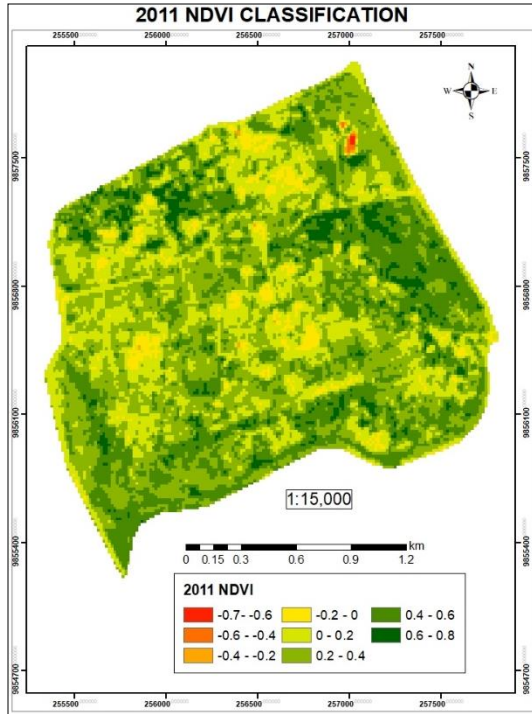 2011 NDVI CLASSIFICATION
255500 256000 256500 257000 257500
N
W E
S
9857500 9857500
9856800 9856800
9856100 9856100
1:15,000
9855400 9855400
km
0 0.15 0.3 0.6 0.9 1.2
2011 NDVI
-0.7- -0.6 -0.2 - 0 0.4 - 0.6
-0.6 - -0.4 0 - 0.2 0.6 - 0.8
-0.4 - -0.2 0.2 - 0.4
9854700 9854700
255500 256000 256500 257000 257500